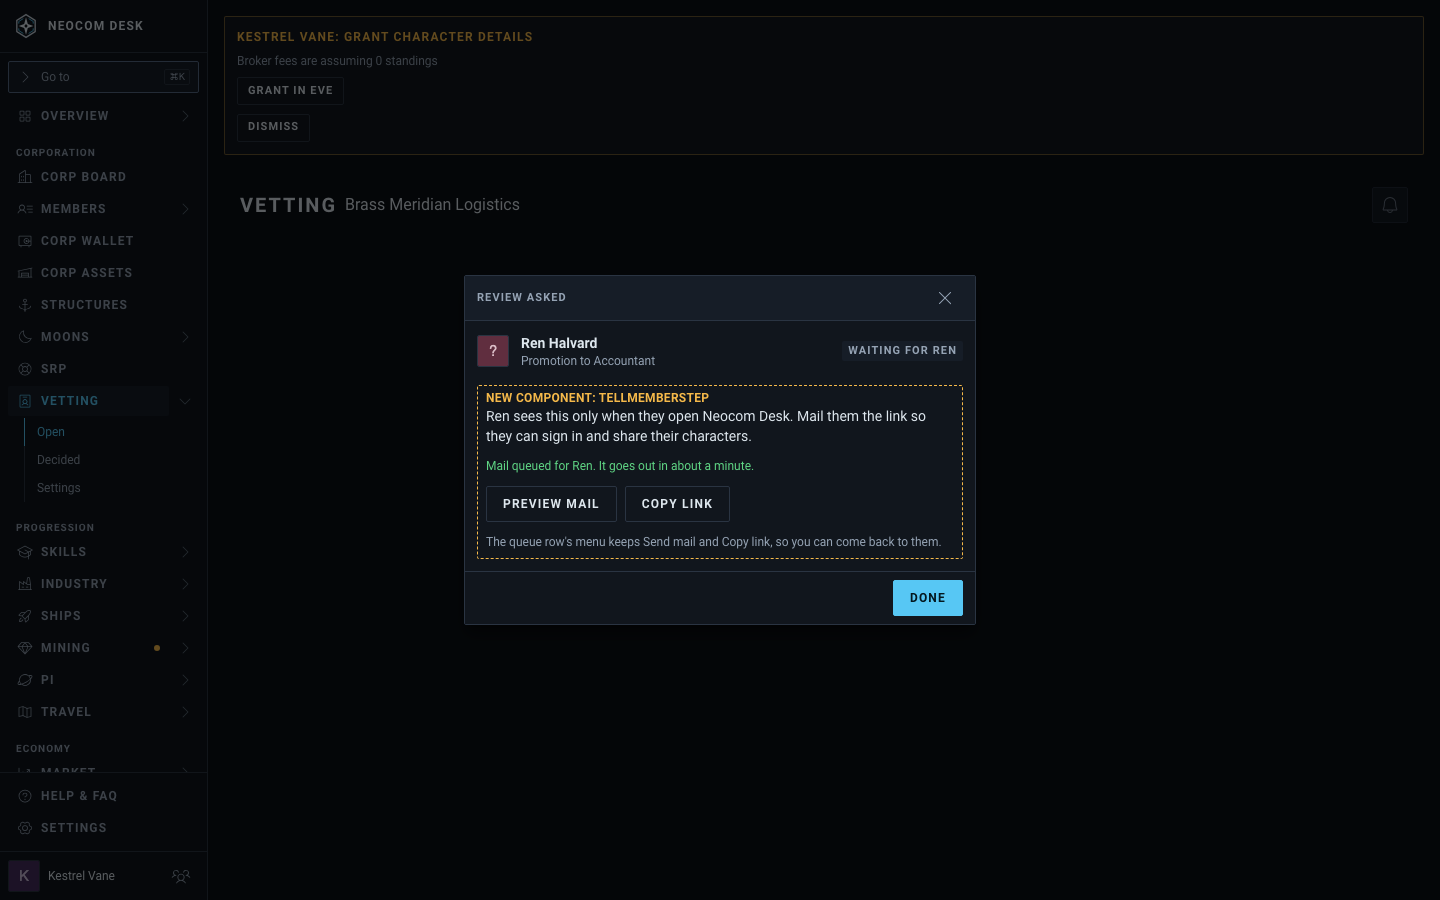 NEOCOM DESK
Go to
⌘K
OVERVIEW
CORPORATION
CORP BOARD
MEMBERS
CORP WALLET
CORP ASSETS
STRUCTURES
MOONS
SRP
VETTING
Open
Decided
Settings
PROGRESSION
SKILLS
INDUSTRY
SHIPS
MINING
PI
TRAVEL
ECONOMY
MARKET
HELP & FAQ
SETTINGS
K
Kestrel Vane
KESTREL VANE: GRANT CHARACTER DETAILS
Broker fees are assuming 0 standings
GRANT IN EVE
DISMISS
VETTING Brass Meridian Logistics
REVIEW ASKED
?
Ren Halvard
Promotion to Accountant
WAITING FOR REN
NEW COMPONENT: TELLMEMBERSTEP
Ren sees this only when they open Neocom Desk. Mail them the link so
they can sign in and share their characters.
Mail queued for Ren. It goes out in about a minute.
PREVIEW MAIL
COPY LINK
The queue row's menu keeps Send mail and Copy link, so you can come back to them.
DONE